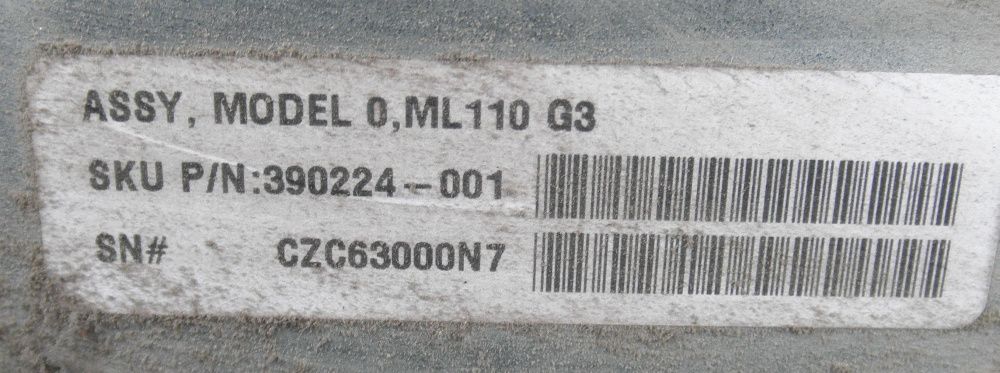 ASSY, MODEL 0,ML110 G3
SKU P/N:390224-001
SN# CZC63000N7